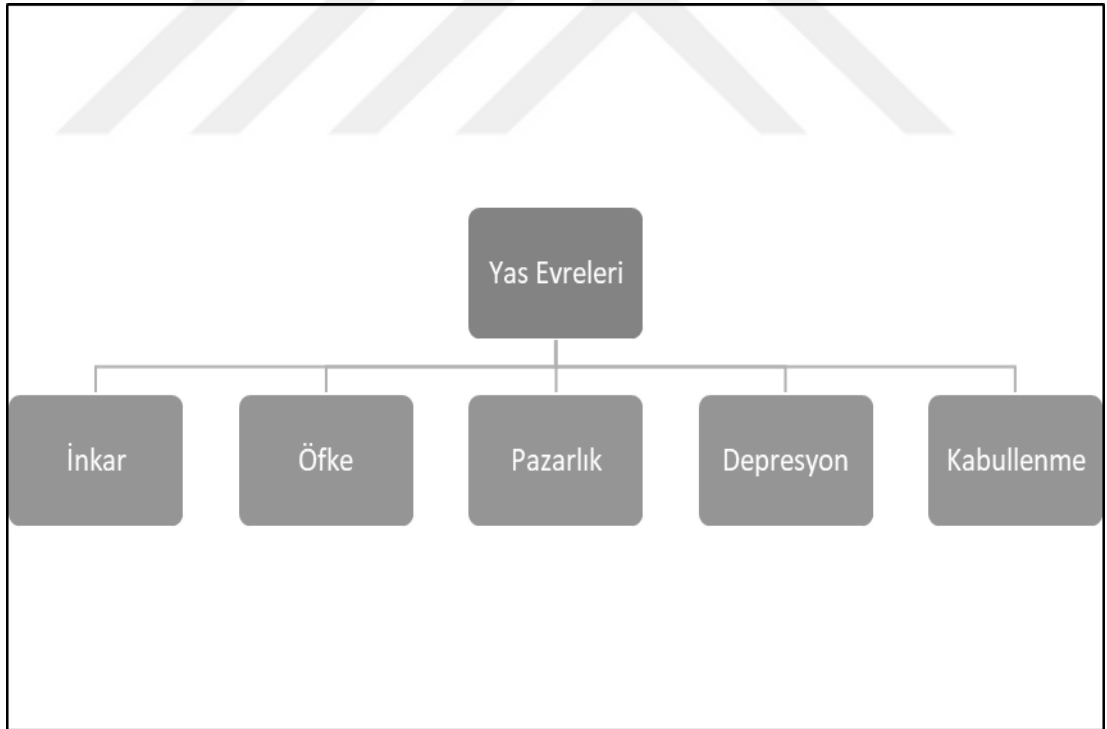 Yas Evreleri
İnkar
Öfke
Pazarlık
Depresyon
Kabullenme